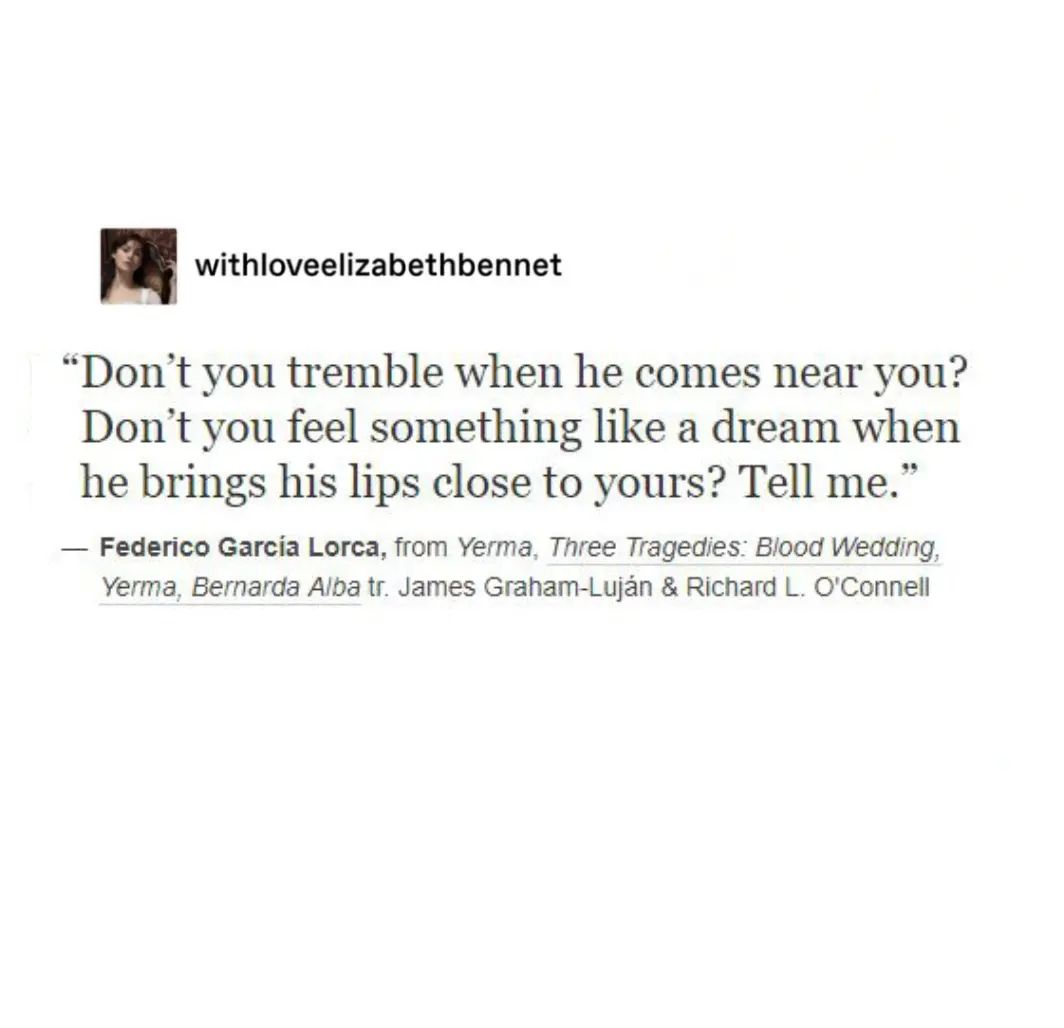 withloveelizabethbennet
“Don’t you tremble when he comes near you?
Don’t you feel something like a dream when
he brings his lips close to yours? Tell me.”
— Federico García Lorca, from Yerma, Three Tragedies: Blood Wedding,
Yerma, Bernarda Alba tr. James Graham-Luján & Richard L. O'Connell